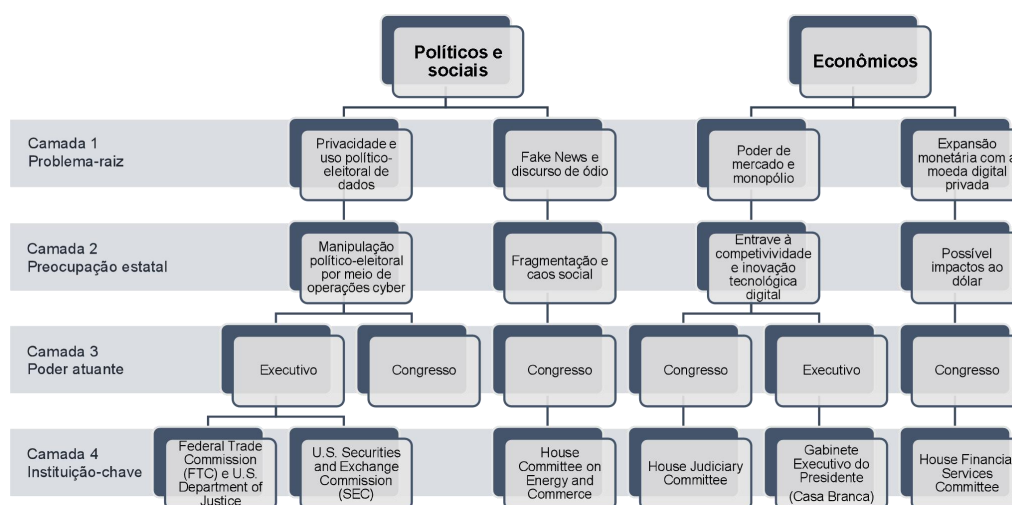 Políticos e
sociais
Econômicos
Camada 1
Problema-raiz
Privacidade e
uso político-
eleitoral de
dados
Fake News e
discurso de ódio
Poder de
mercado e
monopólio
Expansão
monetária com a
moeda digital
privada
Camada 2
Preocupação estatal
Manipulação
político-eleitoral
por meio de
operações cyber
Fragmentação e
caos social
Entrave à
competivividade
e inovação
tecnológica
digital
Possível
impactos ao
dólar
Camada 3
Poder atuante
Executivo
Congresso
Congresso
Congresso
Executivo
Congresso
Camada 4
Instituição-chave
Federal Trade
Commission
(FTC) e U.S.
Department of
Justice
U.S. Securities
and Exchange
Commission
(SEC)
House
Committee on
Energy and
Commerce
House Judiciary
Committee
Gabinete
Executivo do
Presidente
(Casa Branca)
House Financial
Services
Committee